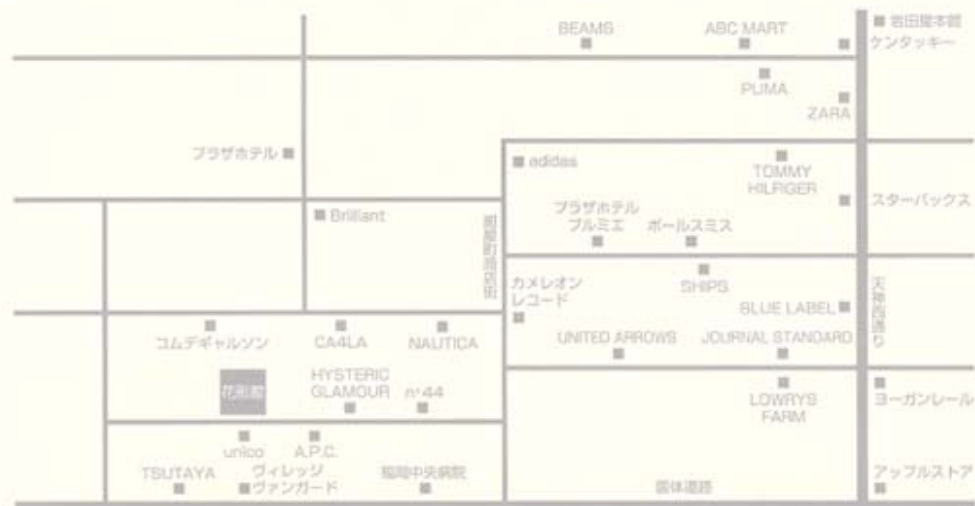 BEAMS
ABC MART
岩田屋本館
ケンタッキー
PUMA
ZARA
プラザホテル
adidas
TOMMY
HILFIGER
スターバックス
Brilliant
プラザホテル
プルミエ
ポールスミス
カメレオン
レコード
SHIPS
BLUE LABEL
天神西通り
コムデギャルソン
CA4LA
NAUTICA
UNITED ARROWS
JOURNAL STANDARD
HYSTERIC
GLAMOUR
n°44
LOWRYS
FARM
ヨーガンレール
unico
A.P.C.
TSUTAYA
ヴィレッジ
ヴァンガード
福岡中央病院
国体道路
アップルストア